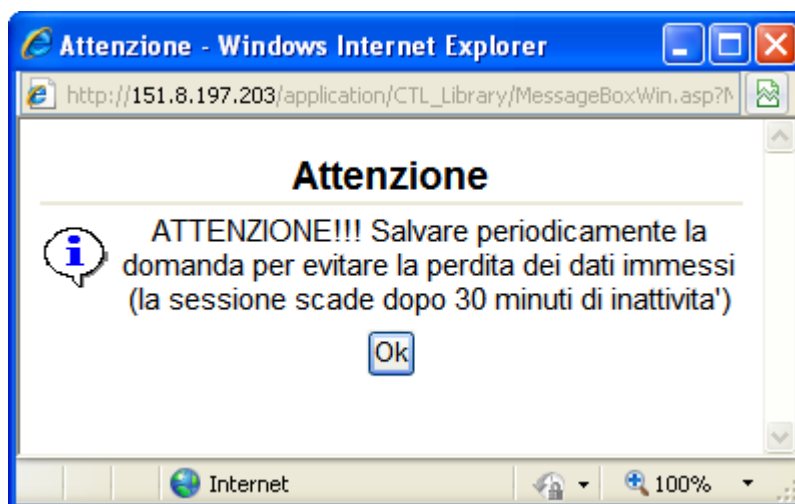 Attenzione - Windows Internet Explorer
http://151.8.197.203/application/CTL_Library/MessageBoxWin.asp?
Attenzione
ATTENZIONE!!! Salvare periodicamente la
domanda per evitare la perdita dei dati immessi
(la sessione scade dopo 30 minuti di inattivita')
Ok
Internet
100%